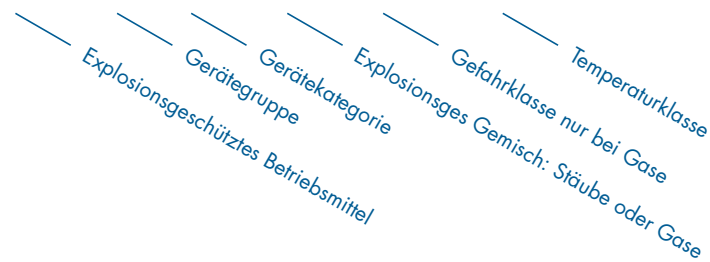 Explosionsgeschütztes Betriebsmittel
Gerätegruppe
Gerätekategorie
Explosionsges Gemisch: Stäube oder Gase
Gefahrklasse nur bei Gase
Temperaturklasse